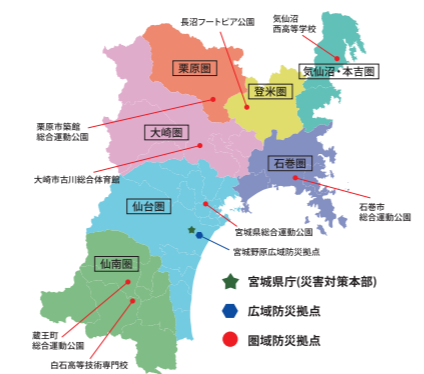 長沼フートピア公園
気仙沼
西高等学校
栗原圏
気仙沼・本吉圏
登米圏
栗原市築館
総合運動公園
大崎圏
石巻圏
大崎市古川総合体育館
仙台圏
石巻市
総合運動公園
宮城県総合運動公園
宮城野原広域防災拠点
仙南圏
宮城県庁(災害対策本部)
広域防災拠点
圏域防災拠点
蔵王町
総合運動公園
白石高等技術専門校